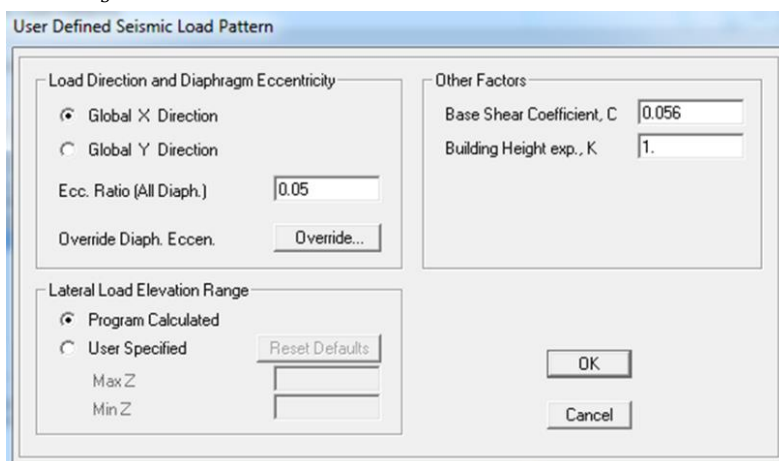 User Defined Seismic Load Pattern
Load Direction and Diaphragm Eccentricity
Global X Direction
Global Y Direction
Ecc. Ratio (All Diaph.) 0.05
Override Diaph. Eccen. Override...
Other Factors
Base Shear Coefficient, C 0.056
Building Height exp., K 1.
Lateral Load Elevation Range
Program Calculated
User Specified Reset Defaults
Max Z
Min Z
OK
Cancel